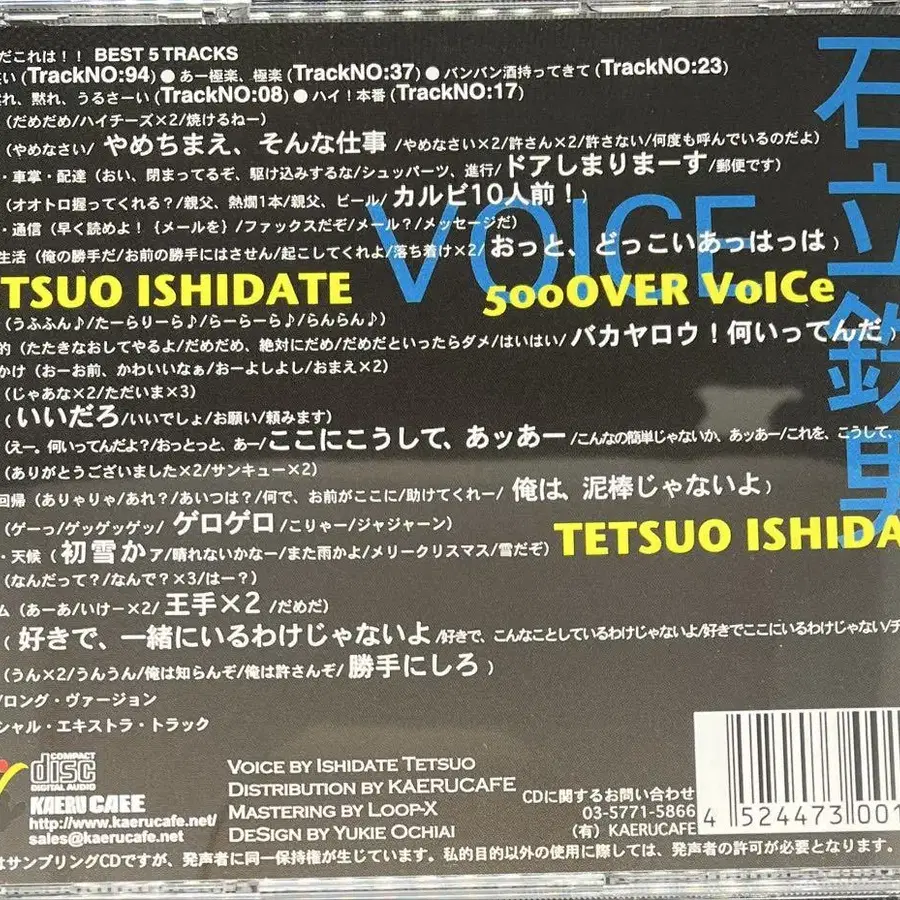 だこれは！！ BEST 5 TRACKS
い (TrackNO:94) ● あー極楽、極楽 (TrackNO:37) ● バンバン酒持ってきて (TrackNO:23)
れ、黙れ、うるさーい (TrackNO:08) ● ハイ！本番 (TrackNO:17)
(だめだめ/ハイチーズ×2/焼けるねー)
(やめなさい/ やめちまえ、そんな仕事 /やめなさい×2/許さん×2/許さない/何度も呼んでいるのだよ)
・車掌・配達 (おい、閉まってるぞ、駆け込みするな/シュッパーツ、進行/ ドアしまりまーす /郵便です)
(オオトロ握ってくれる？/親父、熱燗1本/親父、ビール/ カルビ10人前！)
・通信 (早く読めよ！{メールを}/ファックスだぞ/メール？/メッセージだ)
生活 (俺の勝手だ/お前の勝手にはさせん/起こしてくれよ/落ち着け×2/ おっと、どっこいあっはっは )
VOICE
石立鉄男
TSUO ISHIDATE 500OVER VoICe
(うふふん♪/たーらりーら♪/らーらーら♪/らんらん♪)
的 (たたきなおしてやるよ/だめだめ、絶対にだめ/だめだといったらダメ/はいはい/ バカヤロウ！何いってんだ )
かけ (おーお前、かわいいなぁ/おーよしよし/おまえ×2)
(じゃあな×2/ただいま×3)
( いいだろ /いいでしょ/お願い/頼みます)
(えー。何いってんだよ？/おっとっと、あー/ ここにこうして、あッあー /こんなの簡単じゃないか、あッあー/これを、こうして、
(ありがとうございました×2/サンキュー×2)
回帰 (ありゃりゃ/あれ？/あいつは？/何で、お前がここに/助けてくれー/ 俺は、泥棒じゃないよ )
(ゲーっ/ゲッゲッゲッ/ ゲロゲロ /こりゃー/ジャジャーン)
TETSUO ISHIDA
・天候 ( 初雪かァ/晴れないかなー/また雨かよ/メリークリスマス/雪だぞ)
(なんだって？/なんで？×3/はー？)
ム (あーあ/いけー×2/ 王手×2 /だめだ)
( 好きで、一緒にいるわけじゃないよ /好きで、こんなことしているわけじゃないよ/好きでここにいるわけじゃない/チ
(うん×2/うんうん/俺は知らんぞ/俺は許さんぞ/ 勝手にしろ )
/ロング・ヴァージョン
シャル・エキストラ・トラック
COMPACT
disc
DIGITAL AUDIO
KAERU CAFE
http://www.kaerucafe.net/
sales@kaerucafe.net
VOICE BY ISHIDATE TETSUO
DISTRIBUTION BY KAERUCAFE
MASTERING BY LOOP-X
DESIGN BY YUKIE OCHIAI
CDに関するお問い合わせ
03-5771-5866
(有) KAERUCAFE
4 524473 001
はサンプリングCDですが、発声者に同一保持権が生じています。私的目的以外の使用に際しては、発声者の許可が必要となります。